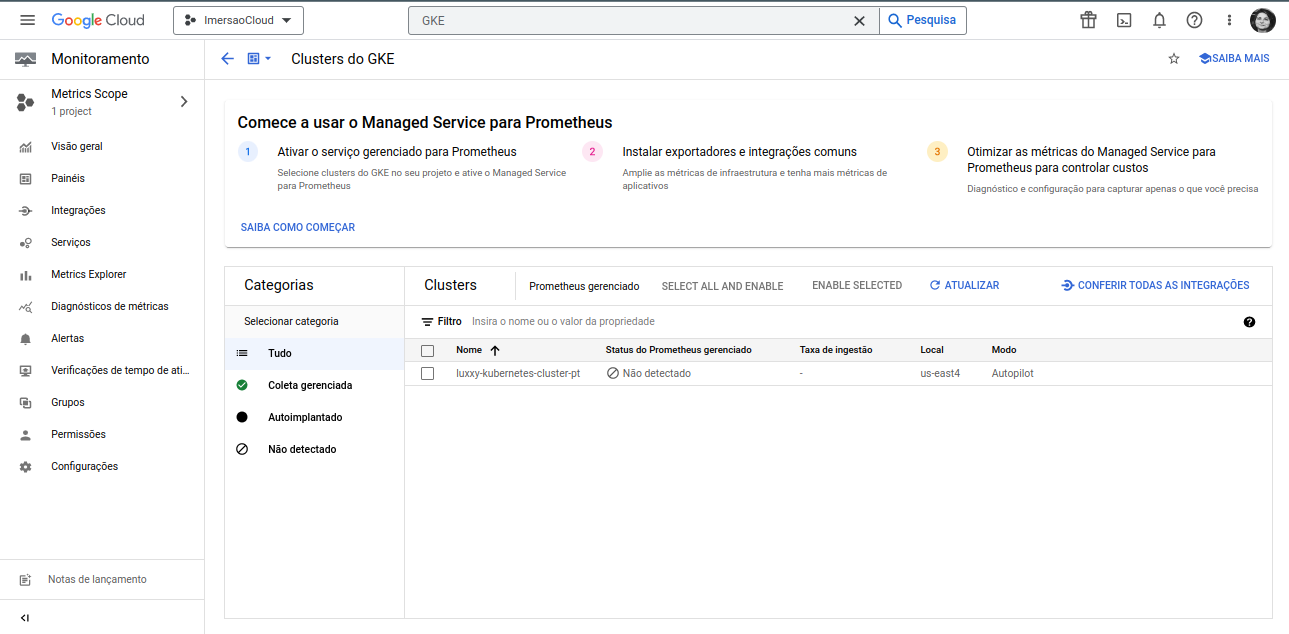 Google Cloud
ImersaoCloud
GKE
Pesquisa
Monitoramento
Clusters do GKE
SAIBA MAIS
Metrics Scope
1 project
Visão geral
Painéis
Integrações
Serviços
Metrics Explorer
Diagnósticos de métricas
Alertas
Verificações de tempo de ati...
Grupos
Permissões
Configurações
Notas de lançamento
Comece a usar o Managed Service para Prometheus
1
Ativar o serviço gerenciado para Prometheus
Selecione clusters do GKE no seu projeto e ative o Managed Service
para Prometheus
2
Instalar exportadores e integrações comuns
Amplie as métricas de infraestrutura e tenha mais métricas de
aplicativos
3
Otimizar as métricas do Managed Service para
Prometheus para controlar custos
Diagnóstico e configuração para capturar apenas o que você precisa
SAIBA COMO COMEÇAR
Categorias
Selecionar categoria
Tudo
Coleta gerenciada
Autoimplantado
Não detectado
Clusters
Prometheus gerenciado
SELECT ALL AND ENABLE
ENABLE SELECTED
ATUALIZAR
CONFERIR TODAS AS INTEGRAÇÕES
Filtro Insira o nome ou o valor da propriedade
Nome Status do Prometheus gerenciado Taxa de ingestão Local Modo
luxxy-kubernetes-cluster-pt Não detectado - us-east4 Autopilot